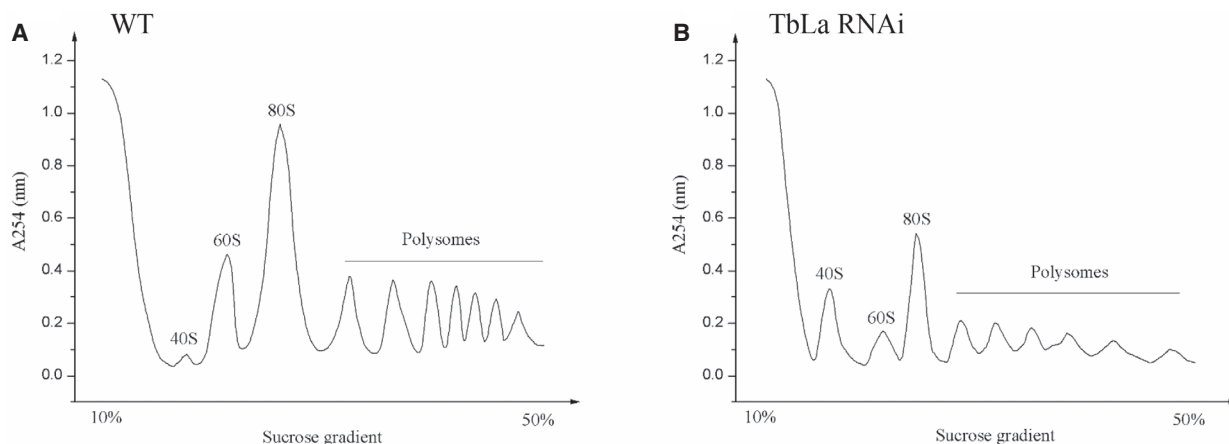 A WT
1.2
1.0
0.8
0.6
0.4
0.2
0.0
A254 (nm)
40S
60S
80S
Polysomes
10%
50%
Sucrose gradient
B TbLa RNAi
1.2
1.0
0.8
0.6
0.4
0.2
0.0
A254 (nm)
40S
60S
80S
Polysomes
10%
50%
Sucrose gradient